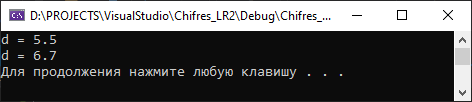 D:\PROJECTS\VisualStudio\Chifres_LR2\Debug\Chifres_...
d = 5.5
d = 6.7
Для продолжения нажмите любую клавишу . . .